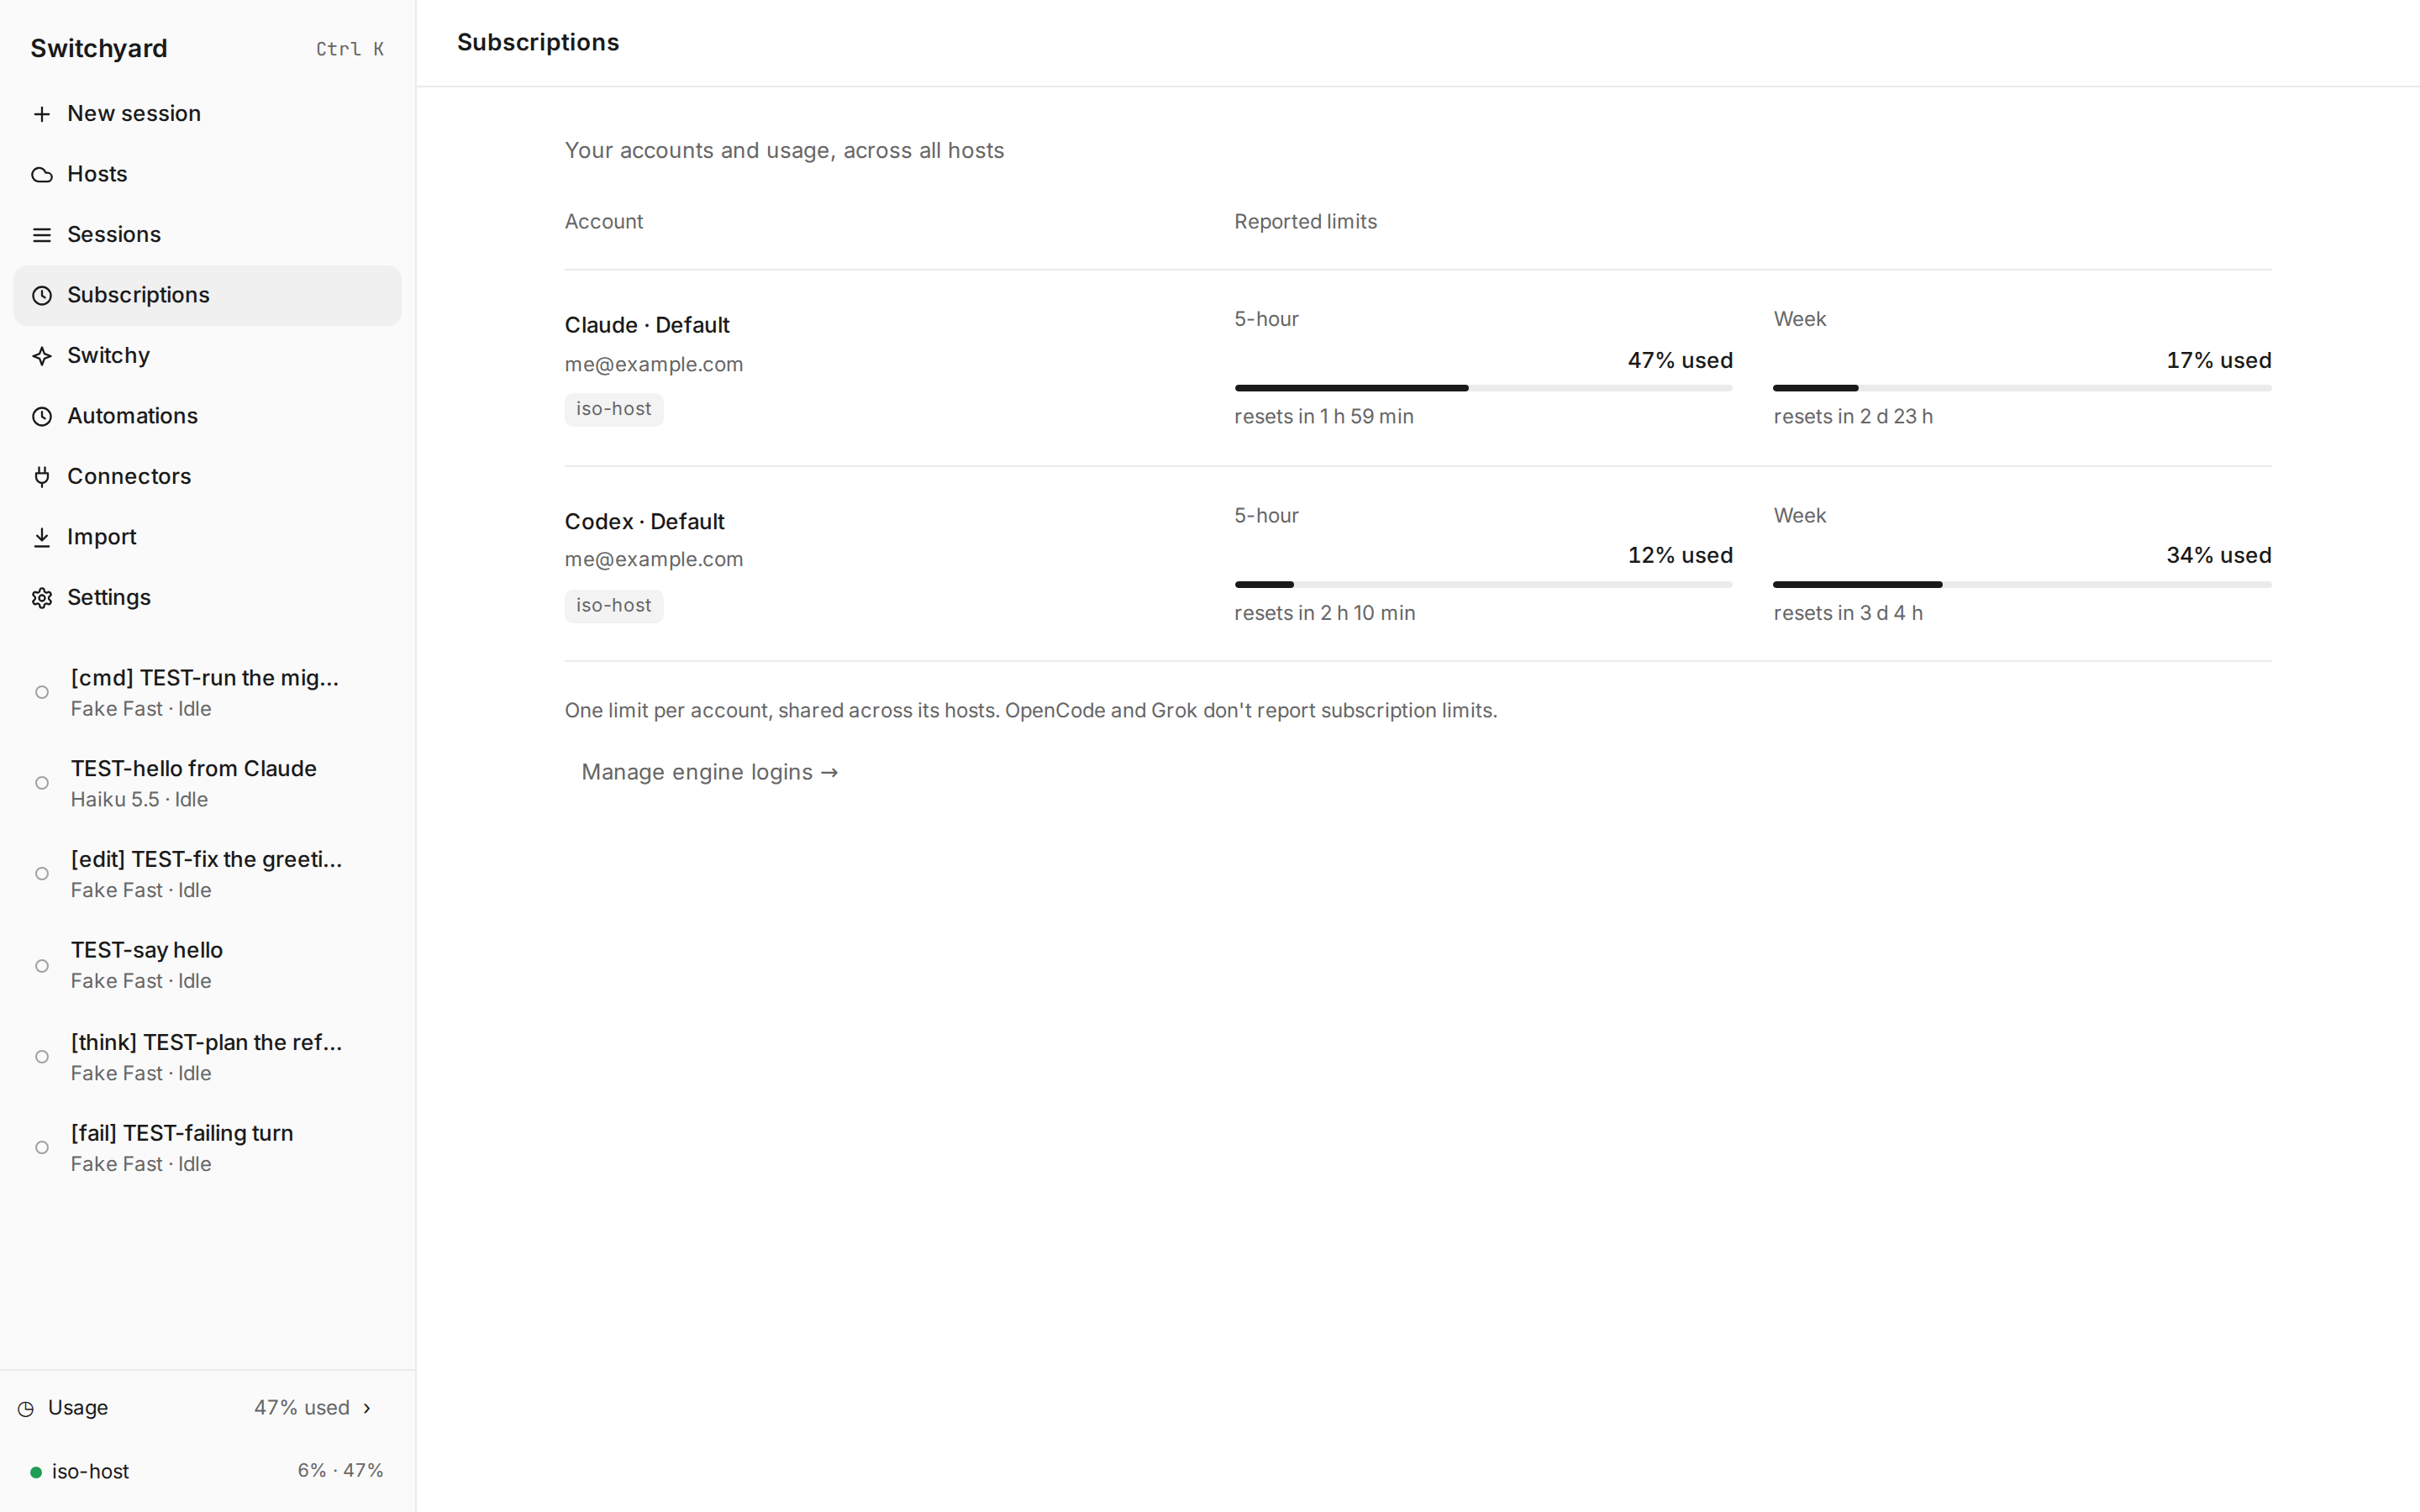 Switchyard
Ctrl K
New session
Hosts
Sessions
Subscriptions
Switchy
Automations
Connectors
Import
Settings
[cmd] TEST-run the mig...
Fake Fast · Idle
TEST-hello from Claude
Haiku 5.5 · Idle
[edit] TEST-fix the greeti...
Fake Fast · Idle
TEST-say hello
Fake Fast · Idle
[think] TEST-plan the ref...
Fake Fast · Idle
[fail] TEST-failing turn
Fake Fast · Idle
Usage 47% used ›
iso-host 6% · 47%
Subscriptions
Your accounts and usage, across all hosts
Account
Reported limits
Claude · Default
me@example.com
iso-host
5-hour
47% used
resets in 1 h 59 min
Week
17% used
resets in 2 d 23 h
Codex · Default
me@example.com
iso-host
5-hour
12% used
resets in 2 h 10 min
Week
34% used
resets in 3 d 4 h
One limit per account, shared across its hosts. OpenCode and Grok don't report subscription limits.
Manage engine logins →